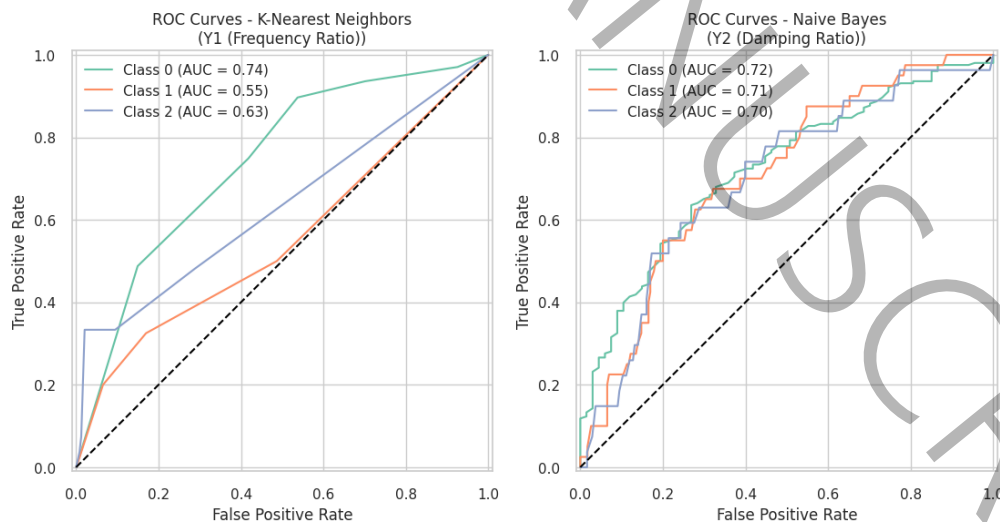 ROC Curves - K-Nearest Neighbors
(Y1 (Frequency Ratio))
Class 0 (AUC = 0.74)
Class 1 (AUC = 0.55)
Class 2 (AUC = 0.63)
True Positive Rate
1.0
0.8
0.6
0.4
0.2
0.0
0.0 0.2 0.4 0.6 0.8 1.0
False Positive Rate
ROC Curves - Naive Bayes
(Y2 (Damping Ratio))
Class 0 (AUC = 0.72)
Class 1 (AUC = 0.71)
Class 2 (AUC = 0.70)
True Positive Rate
1.0
0.8
0.6
0.4
0.2
0.0
0.0 0.2 0.4 0.6 0.8 1.0
False Positive Rate
USC